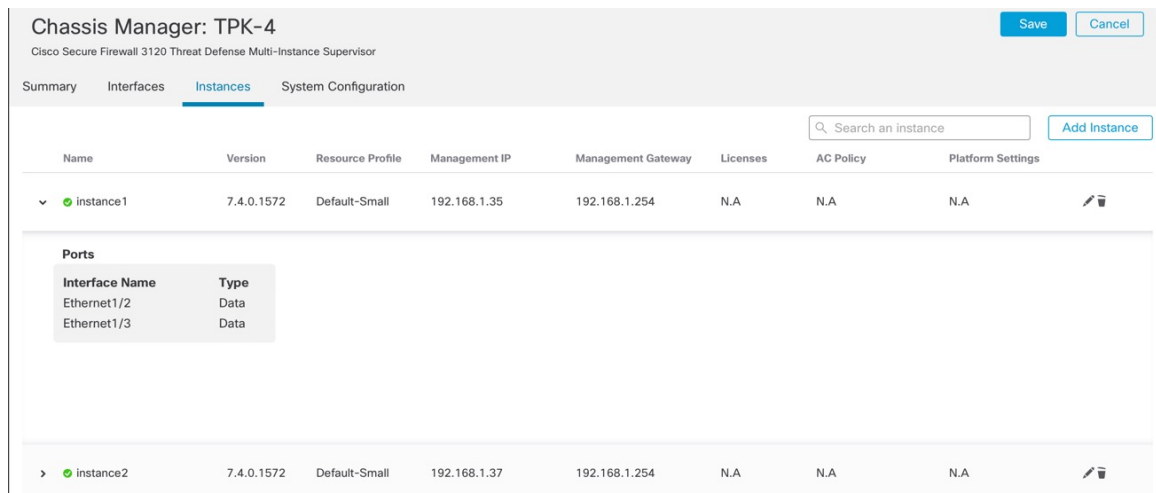 Chassis Manager: TPK-4
Save Cancel
Cisco Secure Firewall 3120 Threat Defense Multi-Instance Supervisor
Summary Interfaces Instances System Configuration
Search an instance Add Instance
Name Version Resource Profile Management IP Management Gateway Licenses AC Policy Platform Settings
instance1 7.4.0.1572 Default-Small 192.168.1.35 192.168.1.254 N.A N.A N.A
Ports
Interface Name Type
Ethernet1/2 Data
Ethernet1/3 Data
instance2 7.4.0.1572 Default-Small 192.168.1.37 192.168.1.254 N.A N.A N.A